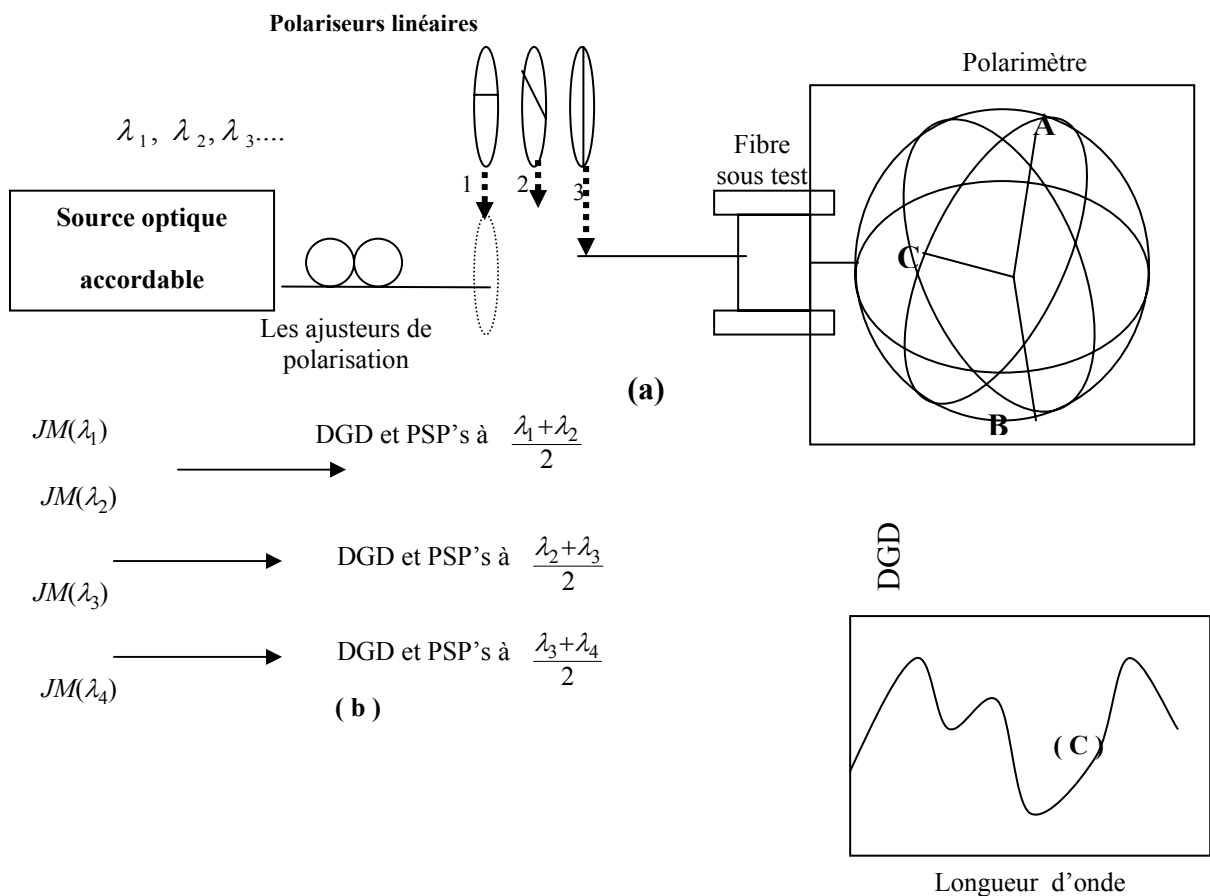 Polariseurs linéaires
Polarimètre
λ₁, λ₂, λ₃....
Fibre
sous test
1
2
3
Source optique
accordable
Les ajusteurs de
polarisation
A
C
B
(a)
JM(λ₁)
DGD et PSP's à (λ₁+λ₂)/2
JM(λ₂)
DGD et PSP's à (λ₂+λ₃)/2
JM(λ₃)
DGD et PSP's à (λ₃+λ₄)/2
JM(λ₄)
( b )
DGD
( C )
Longueur d'onde